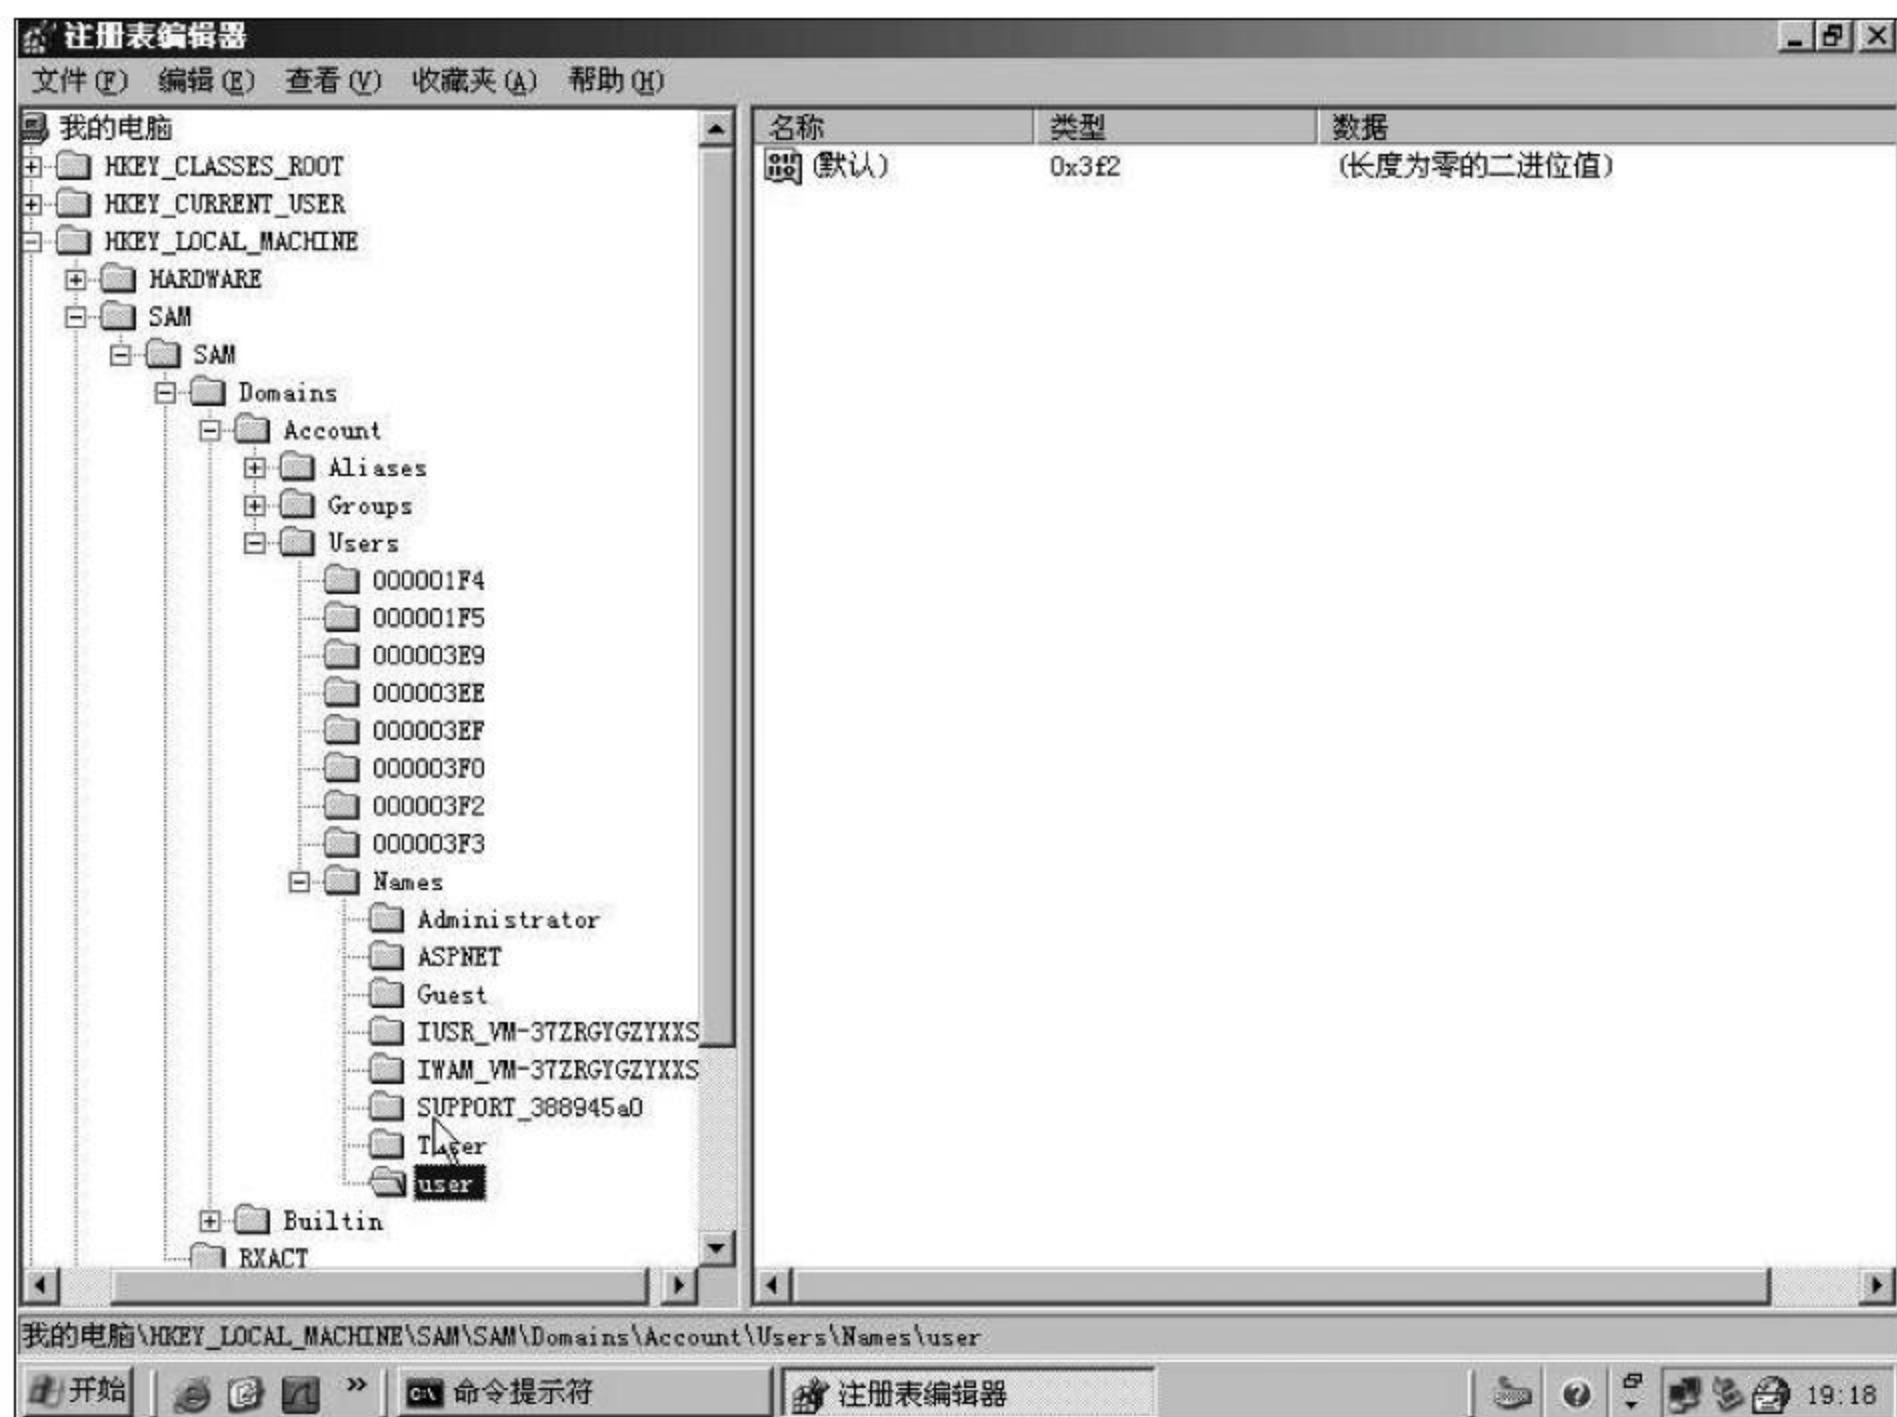 注册表编辑器
文件(F) 编辑(E) 查看(V) 收藏夹(A) 帮助(H)
我的电脑
HKEY_CLASSES_ROOT
HKEY_CURRENT_USER
HKEY_LOCAL_MACHINE
HARDWARE
SAM
SAM
Domains
Account
Aliases
Groups
Users
000001F4
000001F5
000003E9
000003EE
000003EF
000003F0
000003F2
000003F3
Names
Administrator
ASPNET
Guest
IUSR_VM-37ZRGYGZYXXS
IWAM_VM-37ZRGYGZYXXS
SUPPORT_388945a0
user
Builtin
RXACT
名称 类型 数据
(默认) 0x3f2 (长度为零的二进位值)
我的电脑\HKEY_LOCAL_MACHINE\SAM\SAM\Domains\Account\Users\Names\user
开始 » 命令提示符 注册表编辑器 19:18